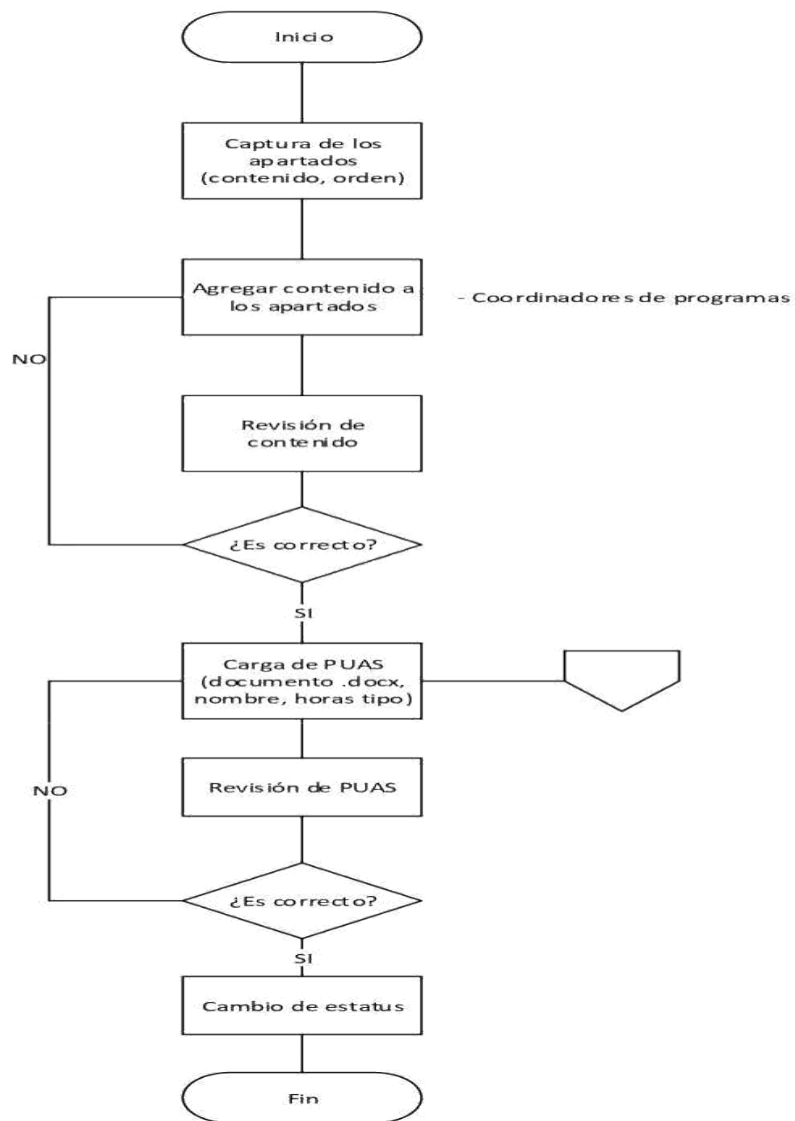 Inicio
Captura de los
apartados
(contenido, orden)
Agregar contenido a
los apartados
- Coordinadores de programas
NO
Revisión de
contenido
¿Es correcto?
SI
Carga de PUAS
(documento .docx,
nombre, horas tipo)
Revisión de PUAS
NO
¿Es correcto?
SI
Cambio de estatus
Fin